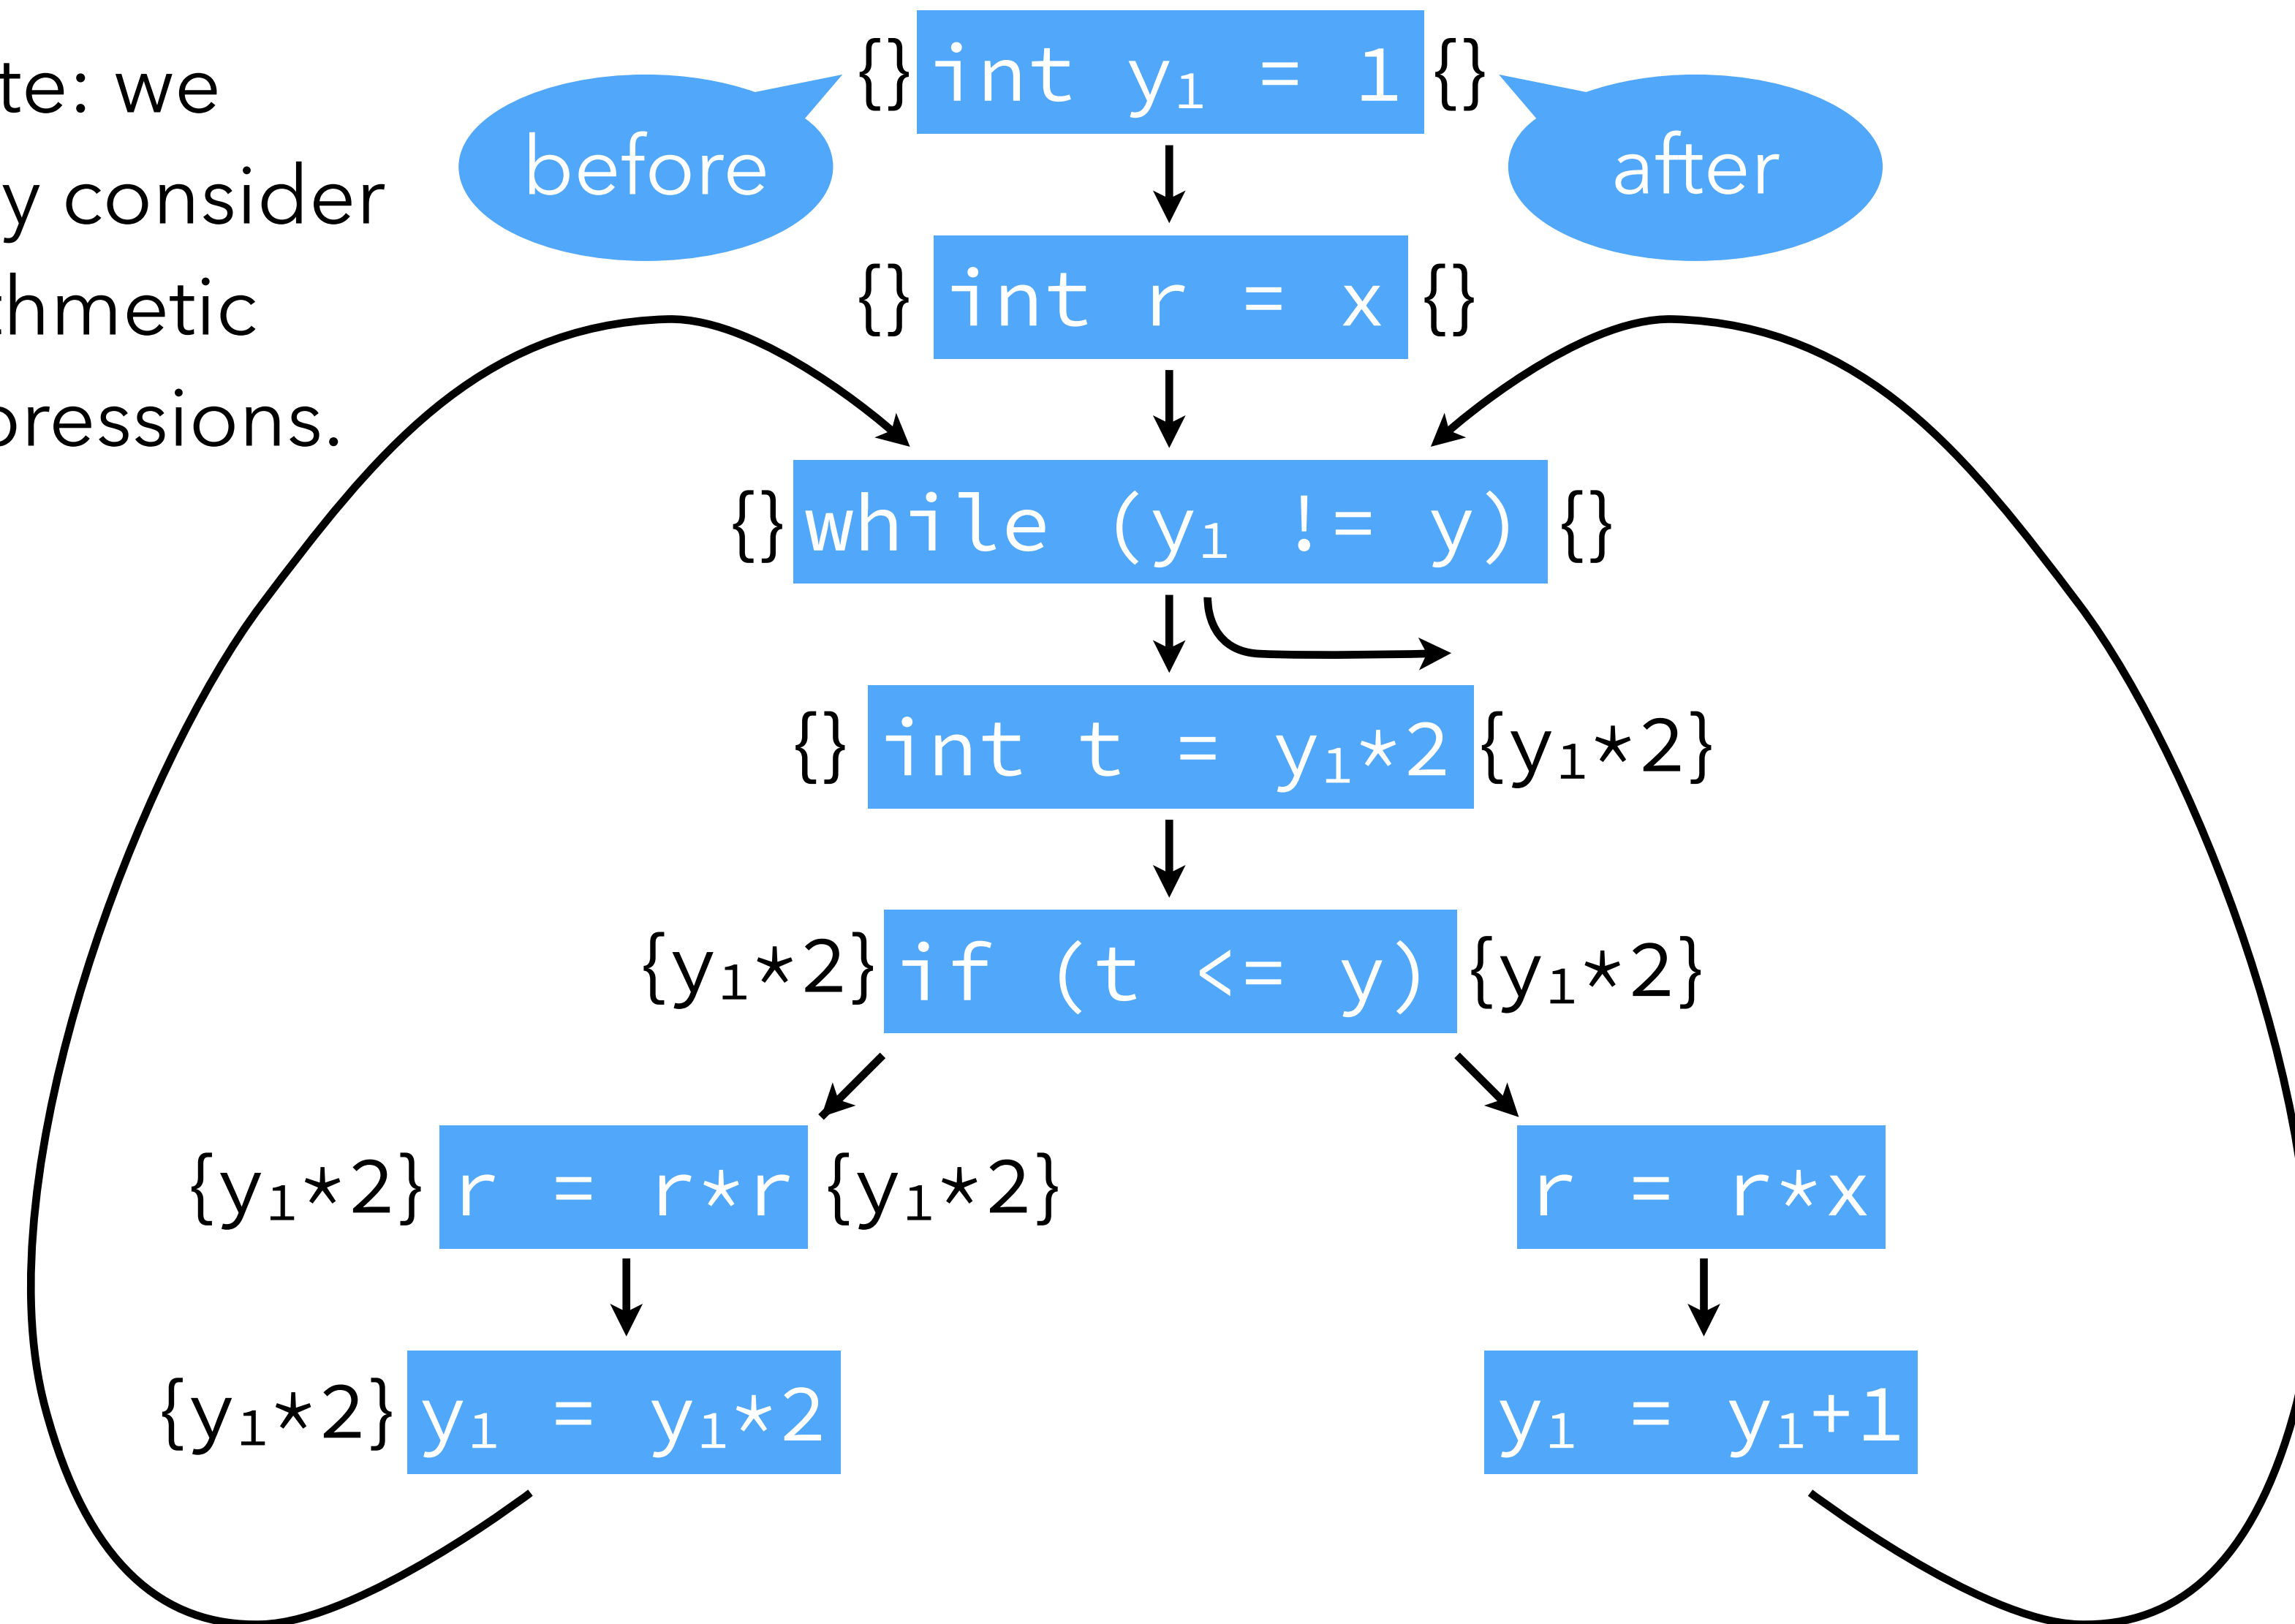 te: we
y consider
hmetic
ressions.
before
after
{} int y₁ = 1 {}
{} int r = x {}
{} while (y₁ != y) {}
{} int t = y₁*2 {y₁*2}
{y₁*2} if (t <= y) {y₁*2}
{y₁*2} r = r*r {y₁*2}
r = r*x
{y₁*2} y₁ = y₁*2
y₁ = y₁+1